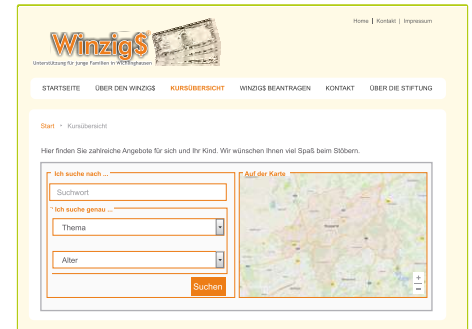 Home | Kontakt | Impressum
Winzig$
Unterstützung für junge Familien in Wichlinghausen
STARTSEITE ÜBER DEN WINZIG$ KURSÜBERSICHT WINZIG$ BEANTRAGEN KONTAKT ÜBER DIE STIFTUNG
Start • Kursübersicht
Hier finden Sie zahlreiche Angebote für sich und Ihr Kind. Wir wünschen Ihnen viel Spaß beim Stöbern.
Ich suche nach ...
Auf der Karte
Suchwort
Ich suche genau ...
Thema
Alter
Suchen
+
−